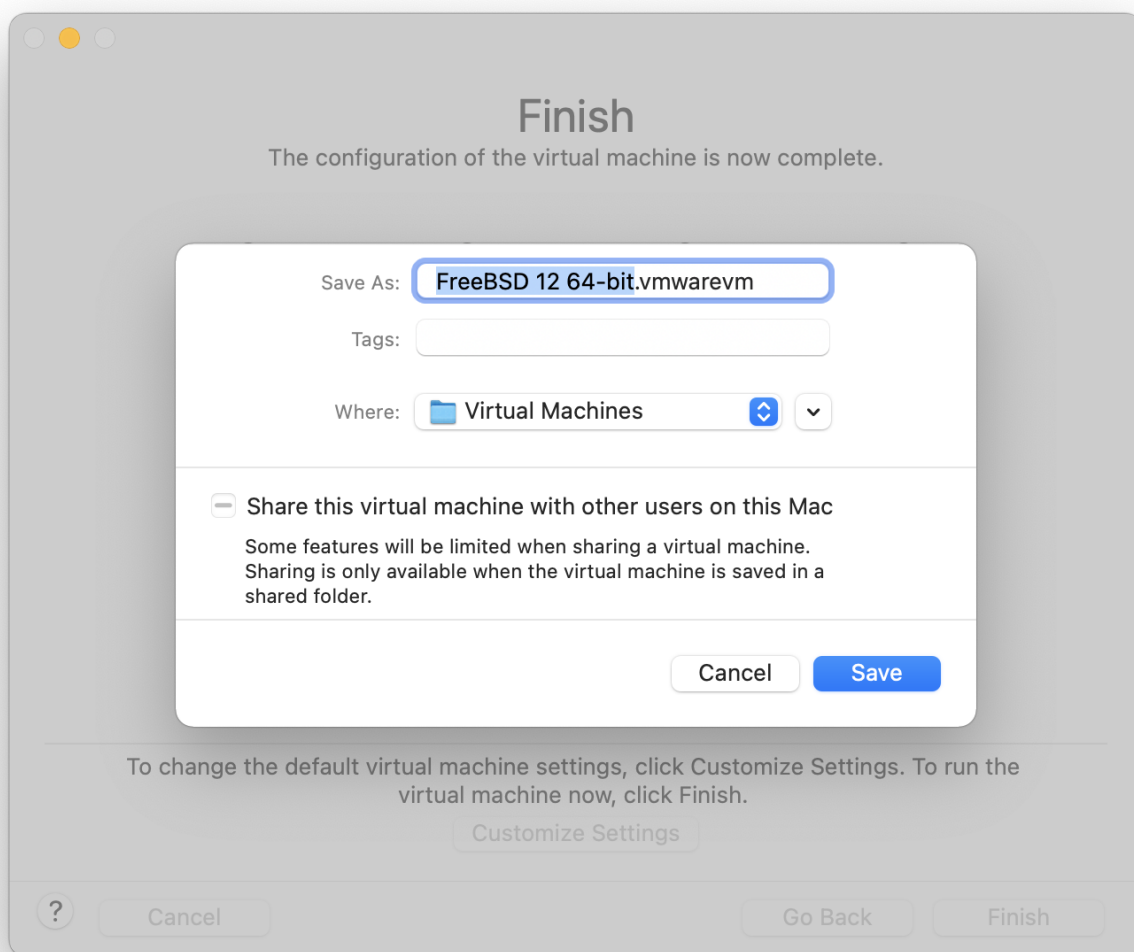 Finish
The configuration of the virtual machine is now complete.
Save As: FreeBSD 12 64-bit.vmwarevm
Tags:
Where: Virtual Machines
Share this virtual machine with other users on this Mac
Some features will be limited when sharing a virtual machine.
Sharing is only available when the virtual machine is saved in a
shared folder.
Cancel Save
To change the default virtual machine settings, click Customize Settings. To run the
virtual machine now, click Finish.
Customize Settings
? Cancel Go Back Finish